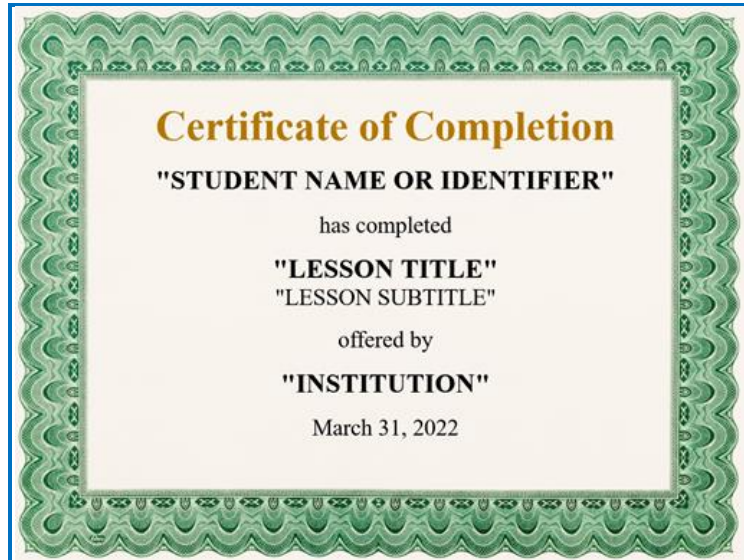 Certificate of Completion
"STUDENT NAME OR IDENTIFIER"
has completed
"LESSON TITLE"
"LESSON SUBTITLE"
offered by
"INSTITUTION"
March 31, 2022